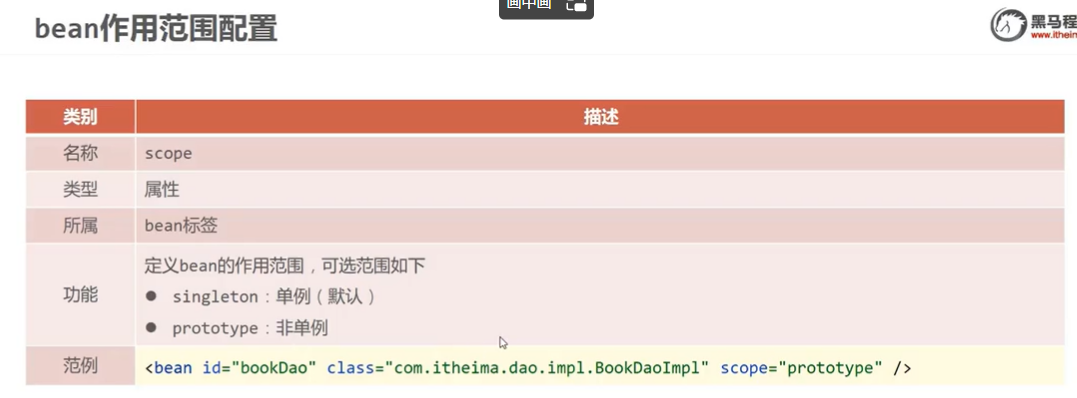 画中画
bean作用范围配置
黑马程
www.itheim
类别 描述
名称 scope
类型 属性
所属 bean标签
功能 定义bean的作用范围，可选范围如下
● singleton：单例（默认）
● prototype：非单例
范例 <bean id="bookDao" class="com.itheima.dao.impl.BookDaoImpl" scope="prototype" />